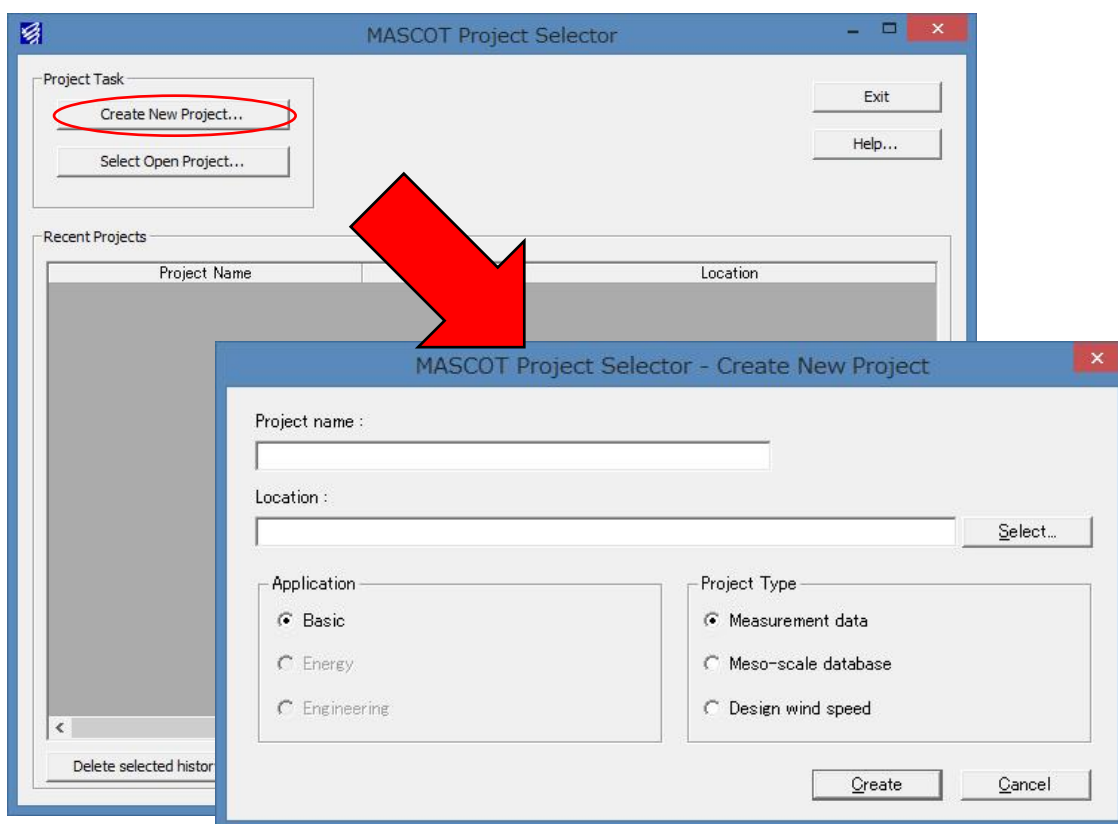 MASCOT Project Selector
Project Task
Create New Project...
Select Open Project...
Exit
Help...
Recent Projects
Project Name
Location
MASCOT Project Selector - Create New Project
Project name :
Location :
Select...
Application
Basic
Energy
Engineering
Project Type
Measurement data
Meso-scale database
Design wind speed
Delete selected histor
Create
Cancel